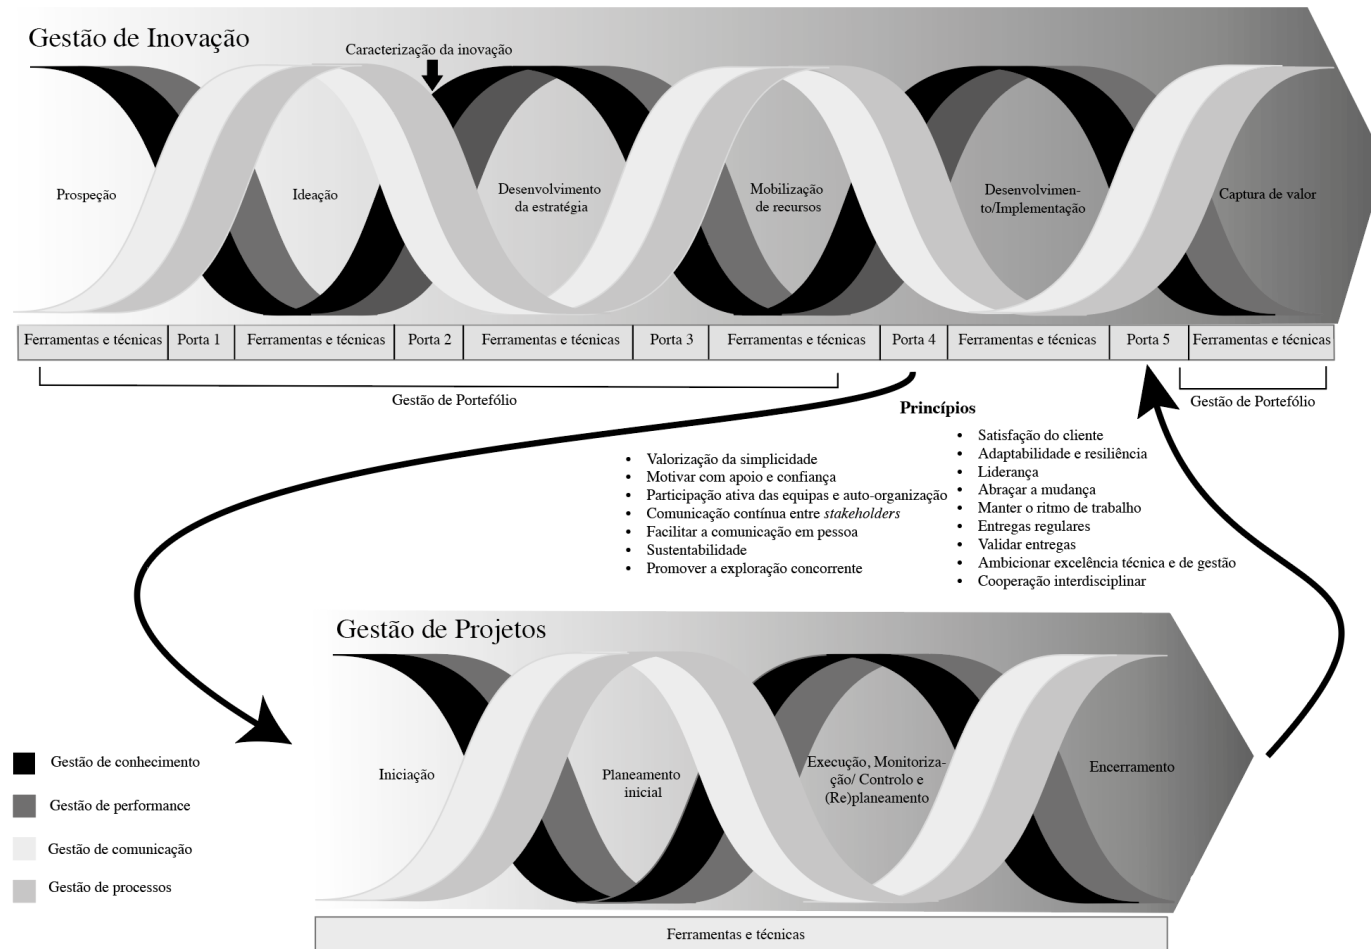 Gestão de Inovação
Caracterização da inovação
Prospeção
Ideação
Desenvolvimento
da estratégia
Mobilização
de recursos
Desenvolvimen-
to/Implementação
Captura de valor
Ferramentas e técnicas
Porta 1
Ferramentas e técnicas
Porta 2
Ferramentas e técnicas
Porta 3
Ferramentas e técnicas
Porta 4
Ferramentas e técnicas
Porta 5
Ferramentas e técnicas
Gestão de Portefólio
Gestão de Portefólio
Princípios
• Valorização da simplicidade
• Motivar com apoio e confiança
• Participação ativa das equipas e auto-organização
• Comunicação contínua entre stakeholders
• Facilitar a comunicação em pessoa
• Sustentabilidade
• Promover a exploração concorrente
• Satisfação do cliente
• Adaptabilidade e resiliência
• Liderança
• Abraçar a mudança
• Manter o ritmo de trabalho
• Entregas regulares
• Validar entregas
• Ambicionar excelência técnica e de gestão
• Cooperação interdisciplinar
Gestão de Projetos
Iniciação
Planeamento
inicial
Execução, Monitoriza-
ção/ Controlo e
(Re)planeamento
Encerramento
Gestão de conhecimento
Gestão de performance
Gestão de comunicação
Gestão de processos
Ferramentas e técnicas